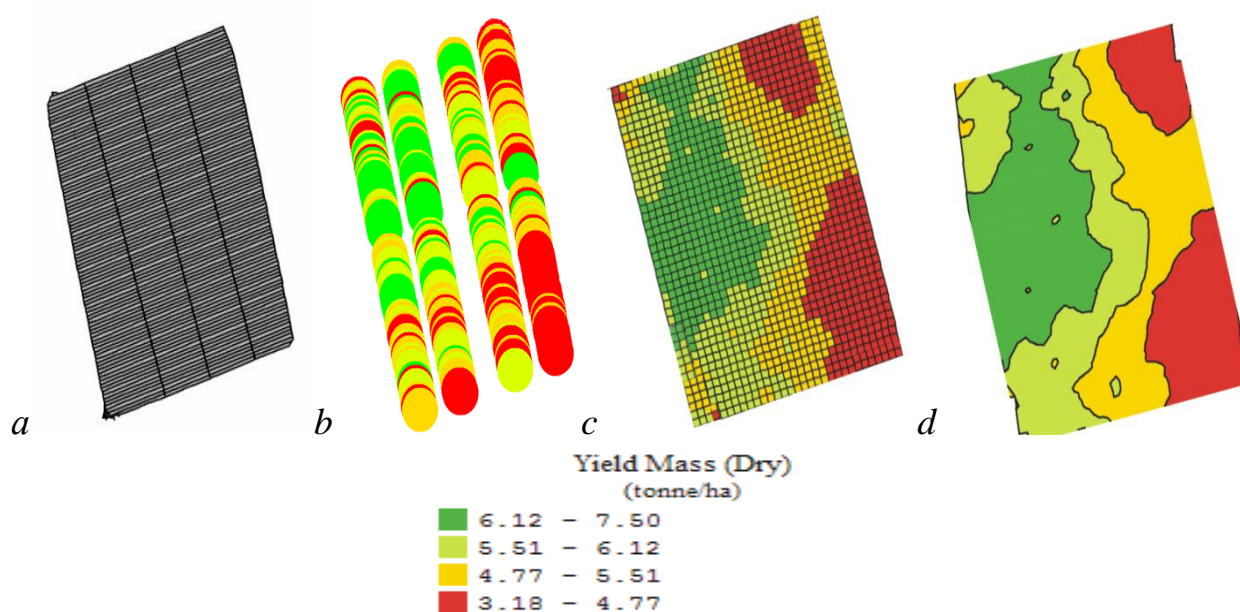 a b c d
Yield Mass (Dry)
(tonne/ha)
6.12 – 7.50
5.51 – 6.12
4.77 – 5.51
3.18 – 4.77